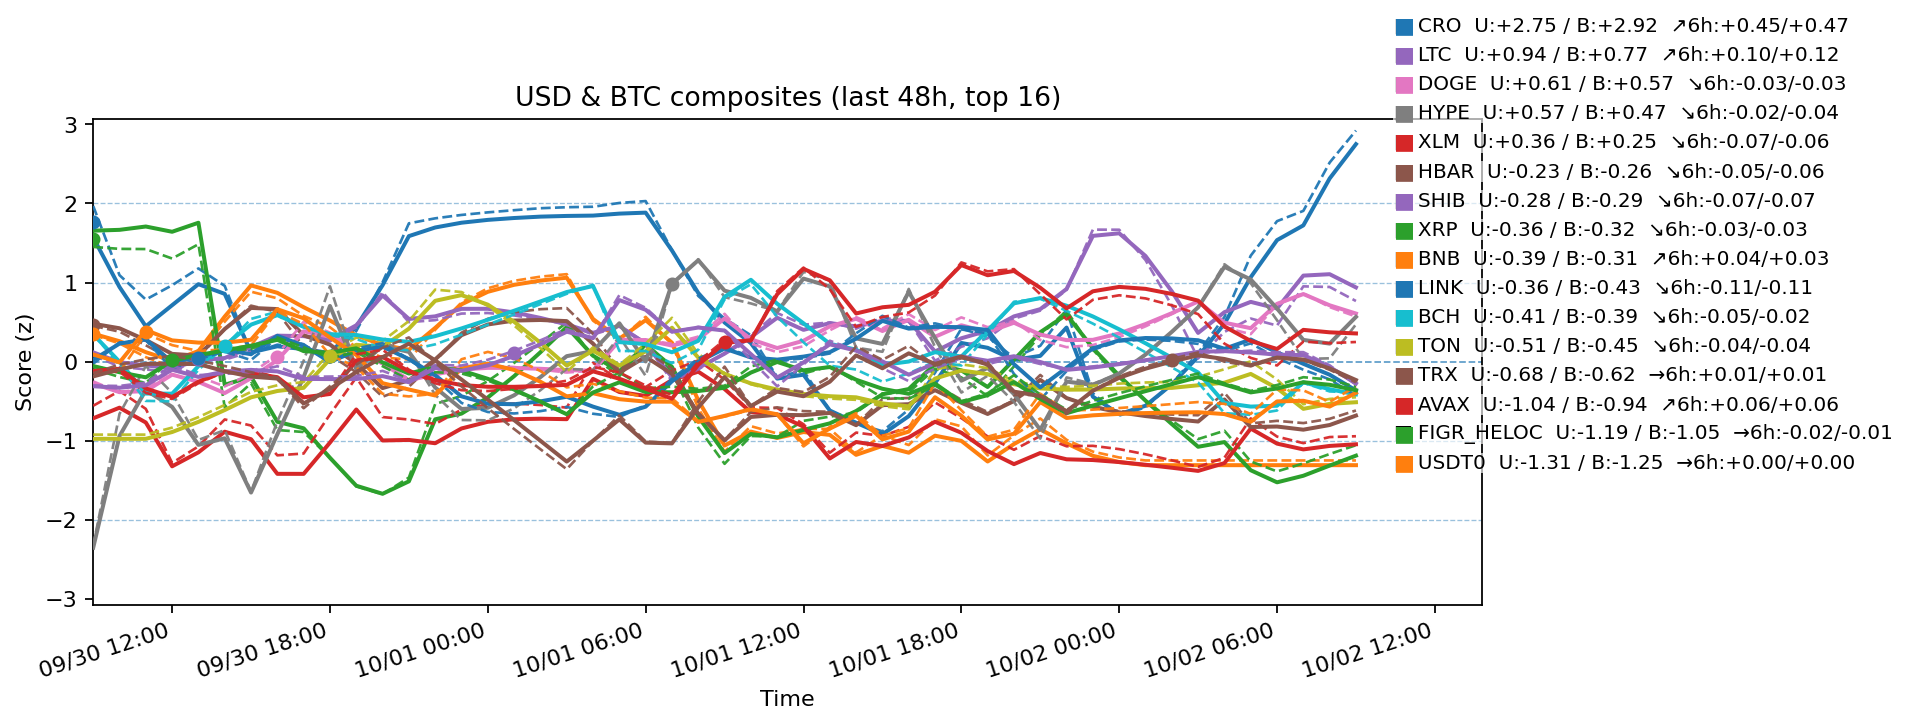 CRO  U:+2.75 / B:+2.92  ↗6h:+0.45/+0.47
LTC  U:+0.94 / B:+0.77  ↗6h:+0.10/+0.12
DOGE  U:+0.61 / B:+0.57  ↘6h:-0.03/-0.03
HYPE  U:+0.57 / B:+0.47  ↘6h:-0.02/-0.04
XLM  U:+0.36 / B:+0.25  ↘6h:-0.07/-0.06
HBAR  U:-0.23 / B:-0.26  ↘6h:-0.05/-0.06
SHIB  U:-0.28 / B:-0.29  ↘6h:-0.07/-0.07
XRP  U:-0.36 / B:-0.32  ↘6h:-0.03/-0.03
BNB  U:-0.39 / B:-0.31  ↗6h:+0.04/+0.03
LINK  U:-0.36 / B:-0.43  ↘6h:-0.11/-0.11
BCH  U:-0.41 / B:-0.39  ↘6h:-0.05/-0.02
TON  U:-0.51 / B:-0.45  ↘6h:-0.04/-0.04
TRX  U:-0.68 / B:-0.62  →6h:+0.01/+0.01
AVAX  U:-1.04 / B:-0.94  ↗6h:+0.06/+0.06
FIGR_HELOC  U:-1.19 / B:-1.05  →6h:-0.02/-0.01
USDT0  U:-1.31 / B:-1.25  →6h:+0.00/+0.00
USD & BTC composites (last 48h, top 16)
Score (z)
3
2
1
0
−1
−2
−3
09/30 12:00
09/30 18:00
10/01 00:00
10/01 06:00
10/01 12:00
10/01 18:00
10/02 00:00
10/02 06:00
10/02 12:00
Time